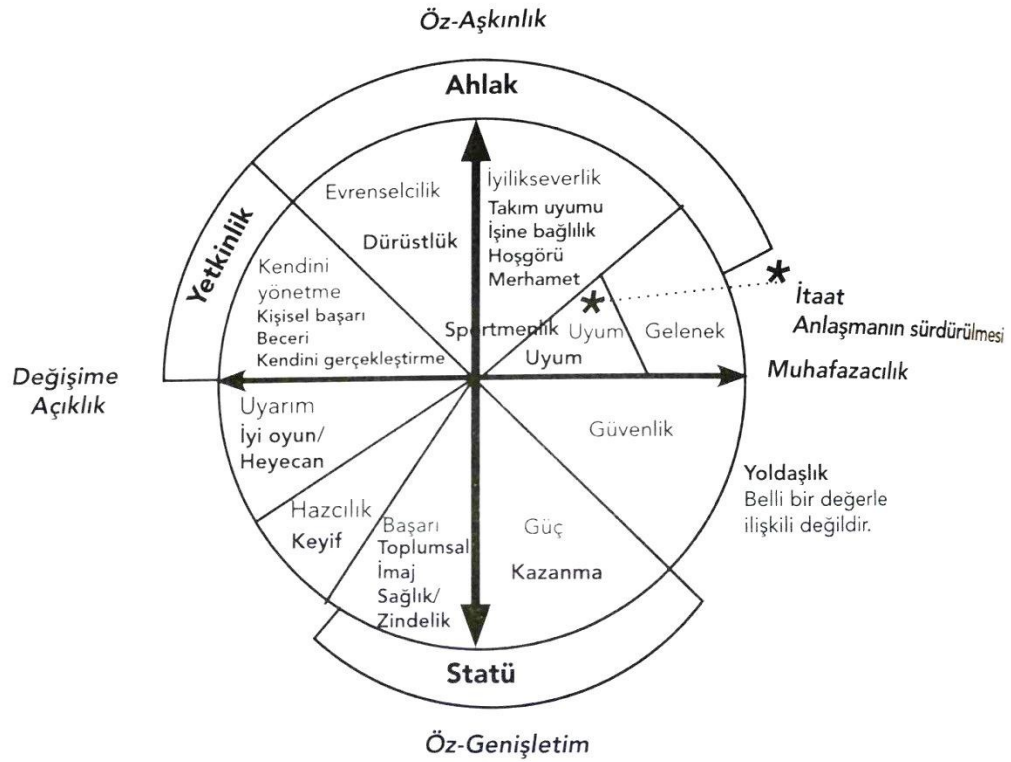 Öz-Aşkınlık
Ahlak
Yetkinlik
Evrenselcilik
Dürüstlük
İyilikseverlik
Takım uyumu
İşine bağlılık
Hoşgörü
Merhamet
Kendini
yönetme
Kişisel başarı
Beceri
Kendini gerçekleştirme
Sportmenlik
Uyum
Uyum
Gelenek
*
*
İtaat
Anlaşmanın sürdürülmesi
Muhafazacılık
Değişime
Açıklık
Uyarım
İyi oyun/
Heyecan
Hazcılık
Keyif
Başarı
Toplumsal
İmaj
Sağlık/
Zindelik
Güç
Kazanma
Güvenlik
Yoldaşlık
Belli bir değerle
ilişkili değildir.
Statü
Öz-Genişletim